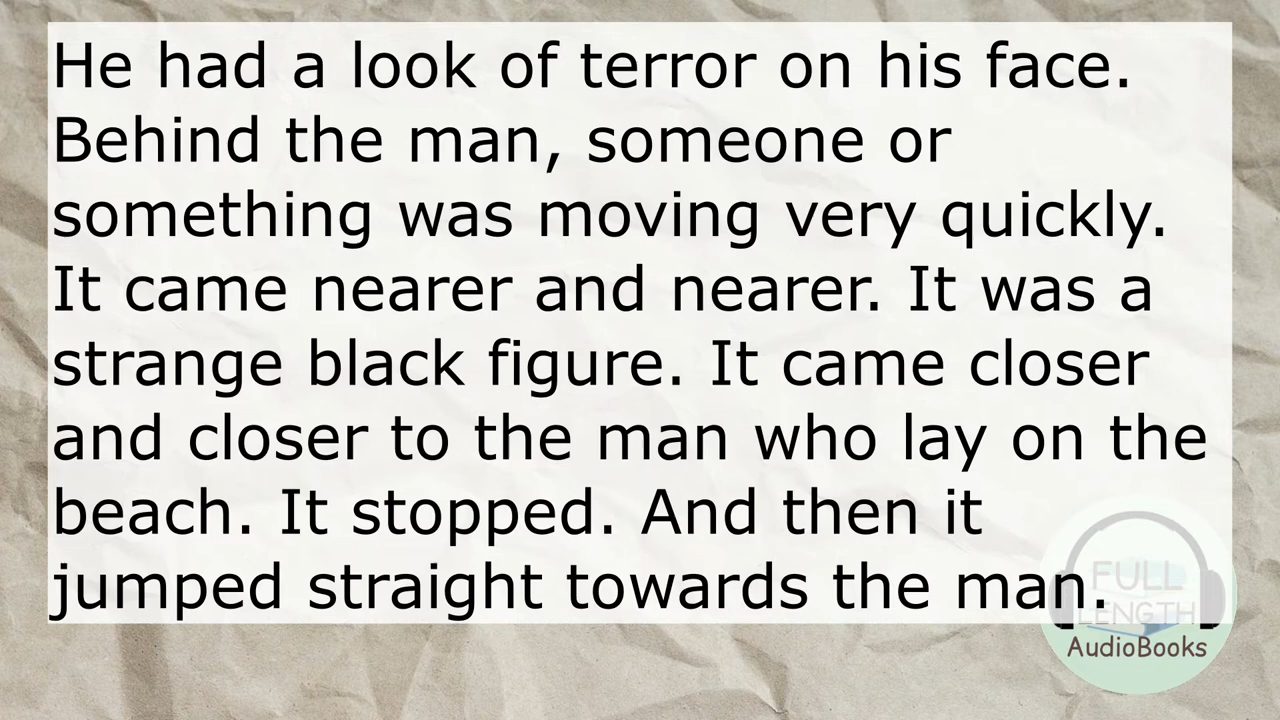 He had a look of terror on his face.
Behind the man, someone or
something was moving very quickly.
It came nearer and nearer. It was a
strange black figure. It came closer
and closer to the man who lay on the
beach. It stopped. And then it
jumped straight towards the man.
FULL
LENGTH
AudioBooks